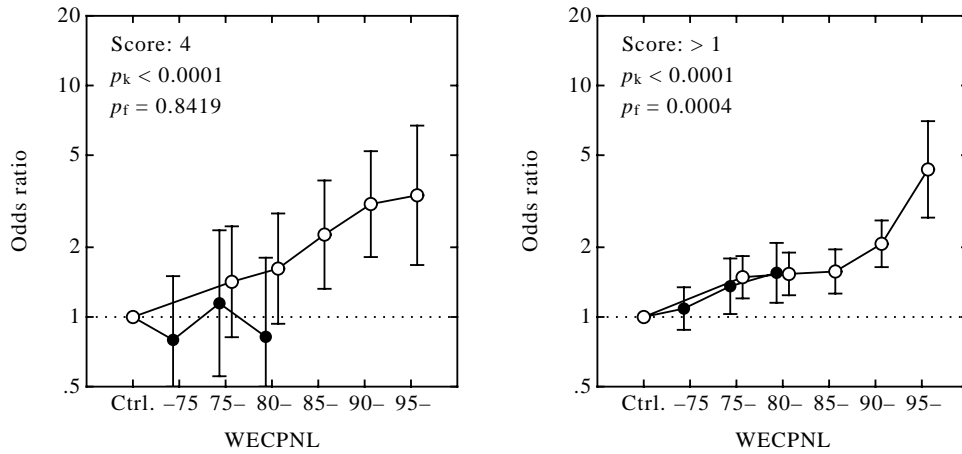 20
10
5
2
1
.5
Odds ratio
Score: 4
pk < 0.0001
pf = 0.8419
Ctrl. –75 75– 80– 85– 90– 95–
WECPNL
20
10
5
2
1
.5
Odds ratio
Score: > 1
pk < 0.0001
pf = 0.0004
Ctrl. –75 75– 80– 85– 90– 95–
WECPNL